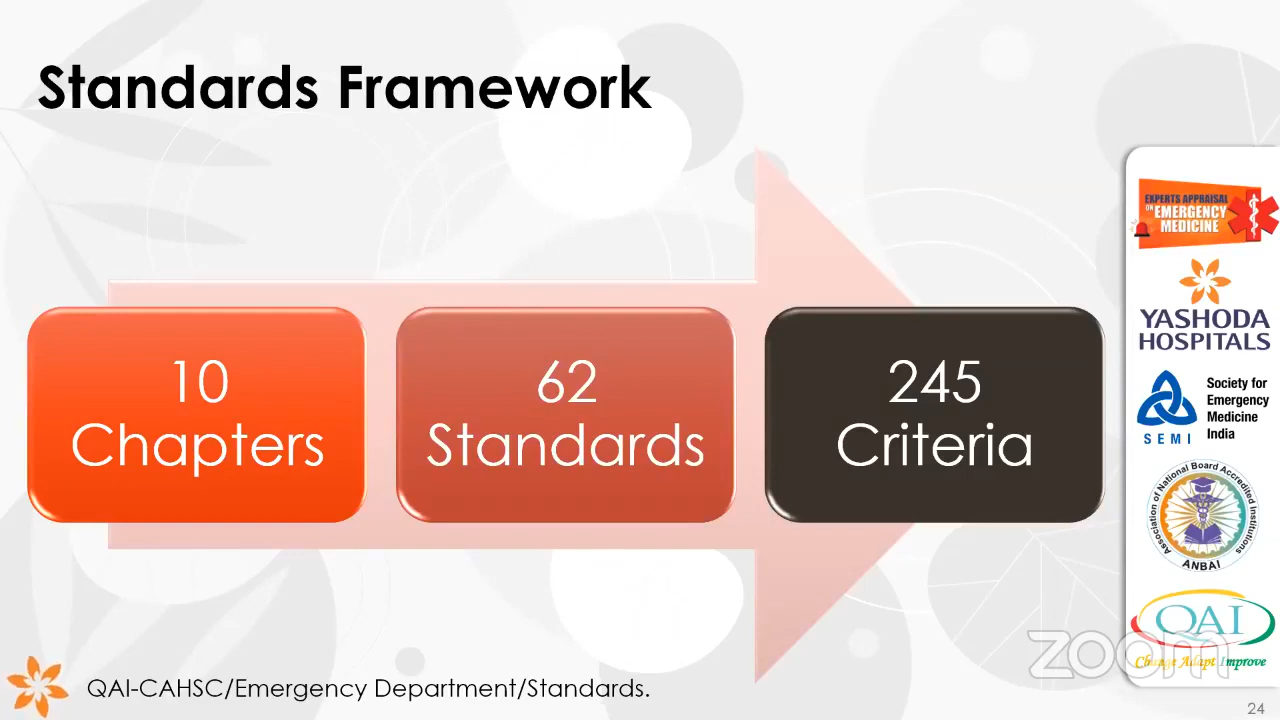 Standards Framework
10
Chapters
62
Standards
245
Criteria
EXPERTS APPRAISAL
ON EMERGENCY
MEDICINE
YASHODA
HOSPITALS
SEMI
Society for
Emergency
Medicine
India
Association of National Board Accredited Institutions
ANBAI
QAI
Change Adapt Improve
zoom
QAI-CAHSC/Emergency Department/Standards.
24